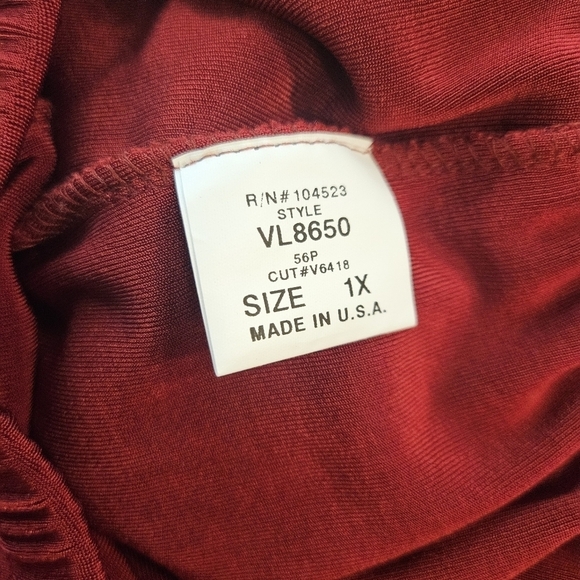 R/N# 104523
STYLE
VL8650
56P
CUT#V6418
SIZE 1X
MADE IN U.S.A.